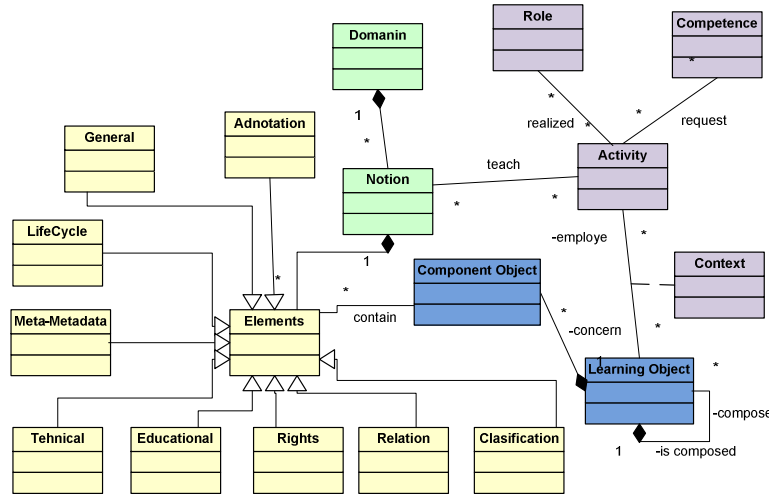 Role
Competence
*
Domanin
1
*
*
*
*
realized
request
General
Adnotation
Activity
teach
Notion
*
*
LifeCycle
-employe
*
Context
1
Component Object
*
*
contain
*
-concern
*
Meta-Metadata
Elements
1
Learning Object
*
-compose
Tehnical
Educational
Rights
Relation
Clasification
1
-is composed